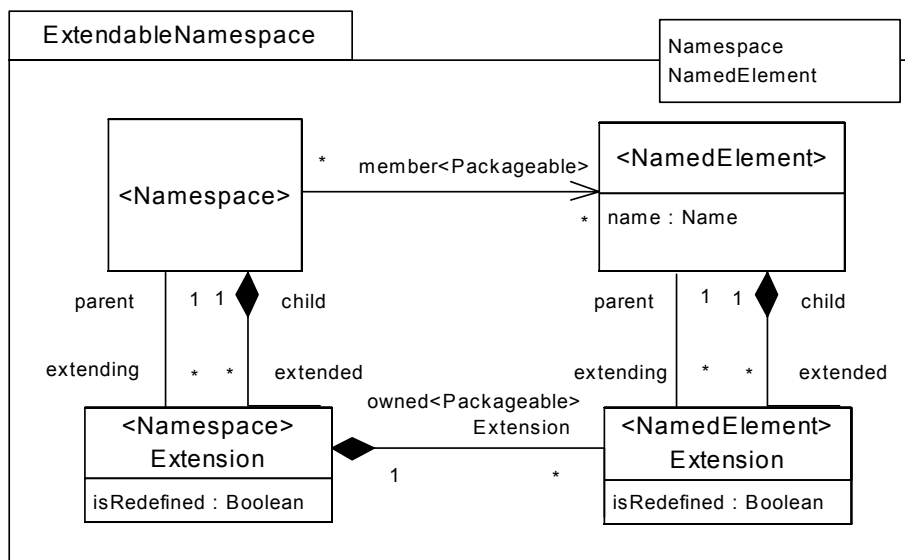 ExtendableNamespace
Namespace
NamedElement
<Namespace>
*
member<Packageable>
*
<NamedElement>
name : Name
parent
1
1
child
extending
*
*
extended
parent
1
1
child
extending
*
*
extended
owned<Packageable>
Extension
1
*
<Namespace>
Extension
isRedefined : Boolean
<NamedElement>
Extension
isRedefined : Boolean